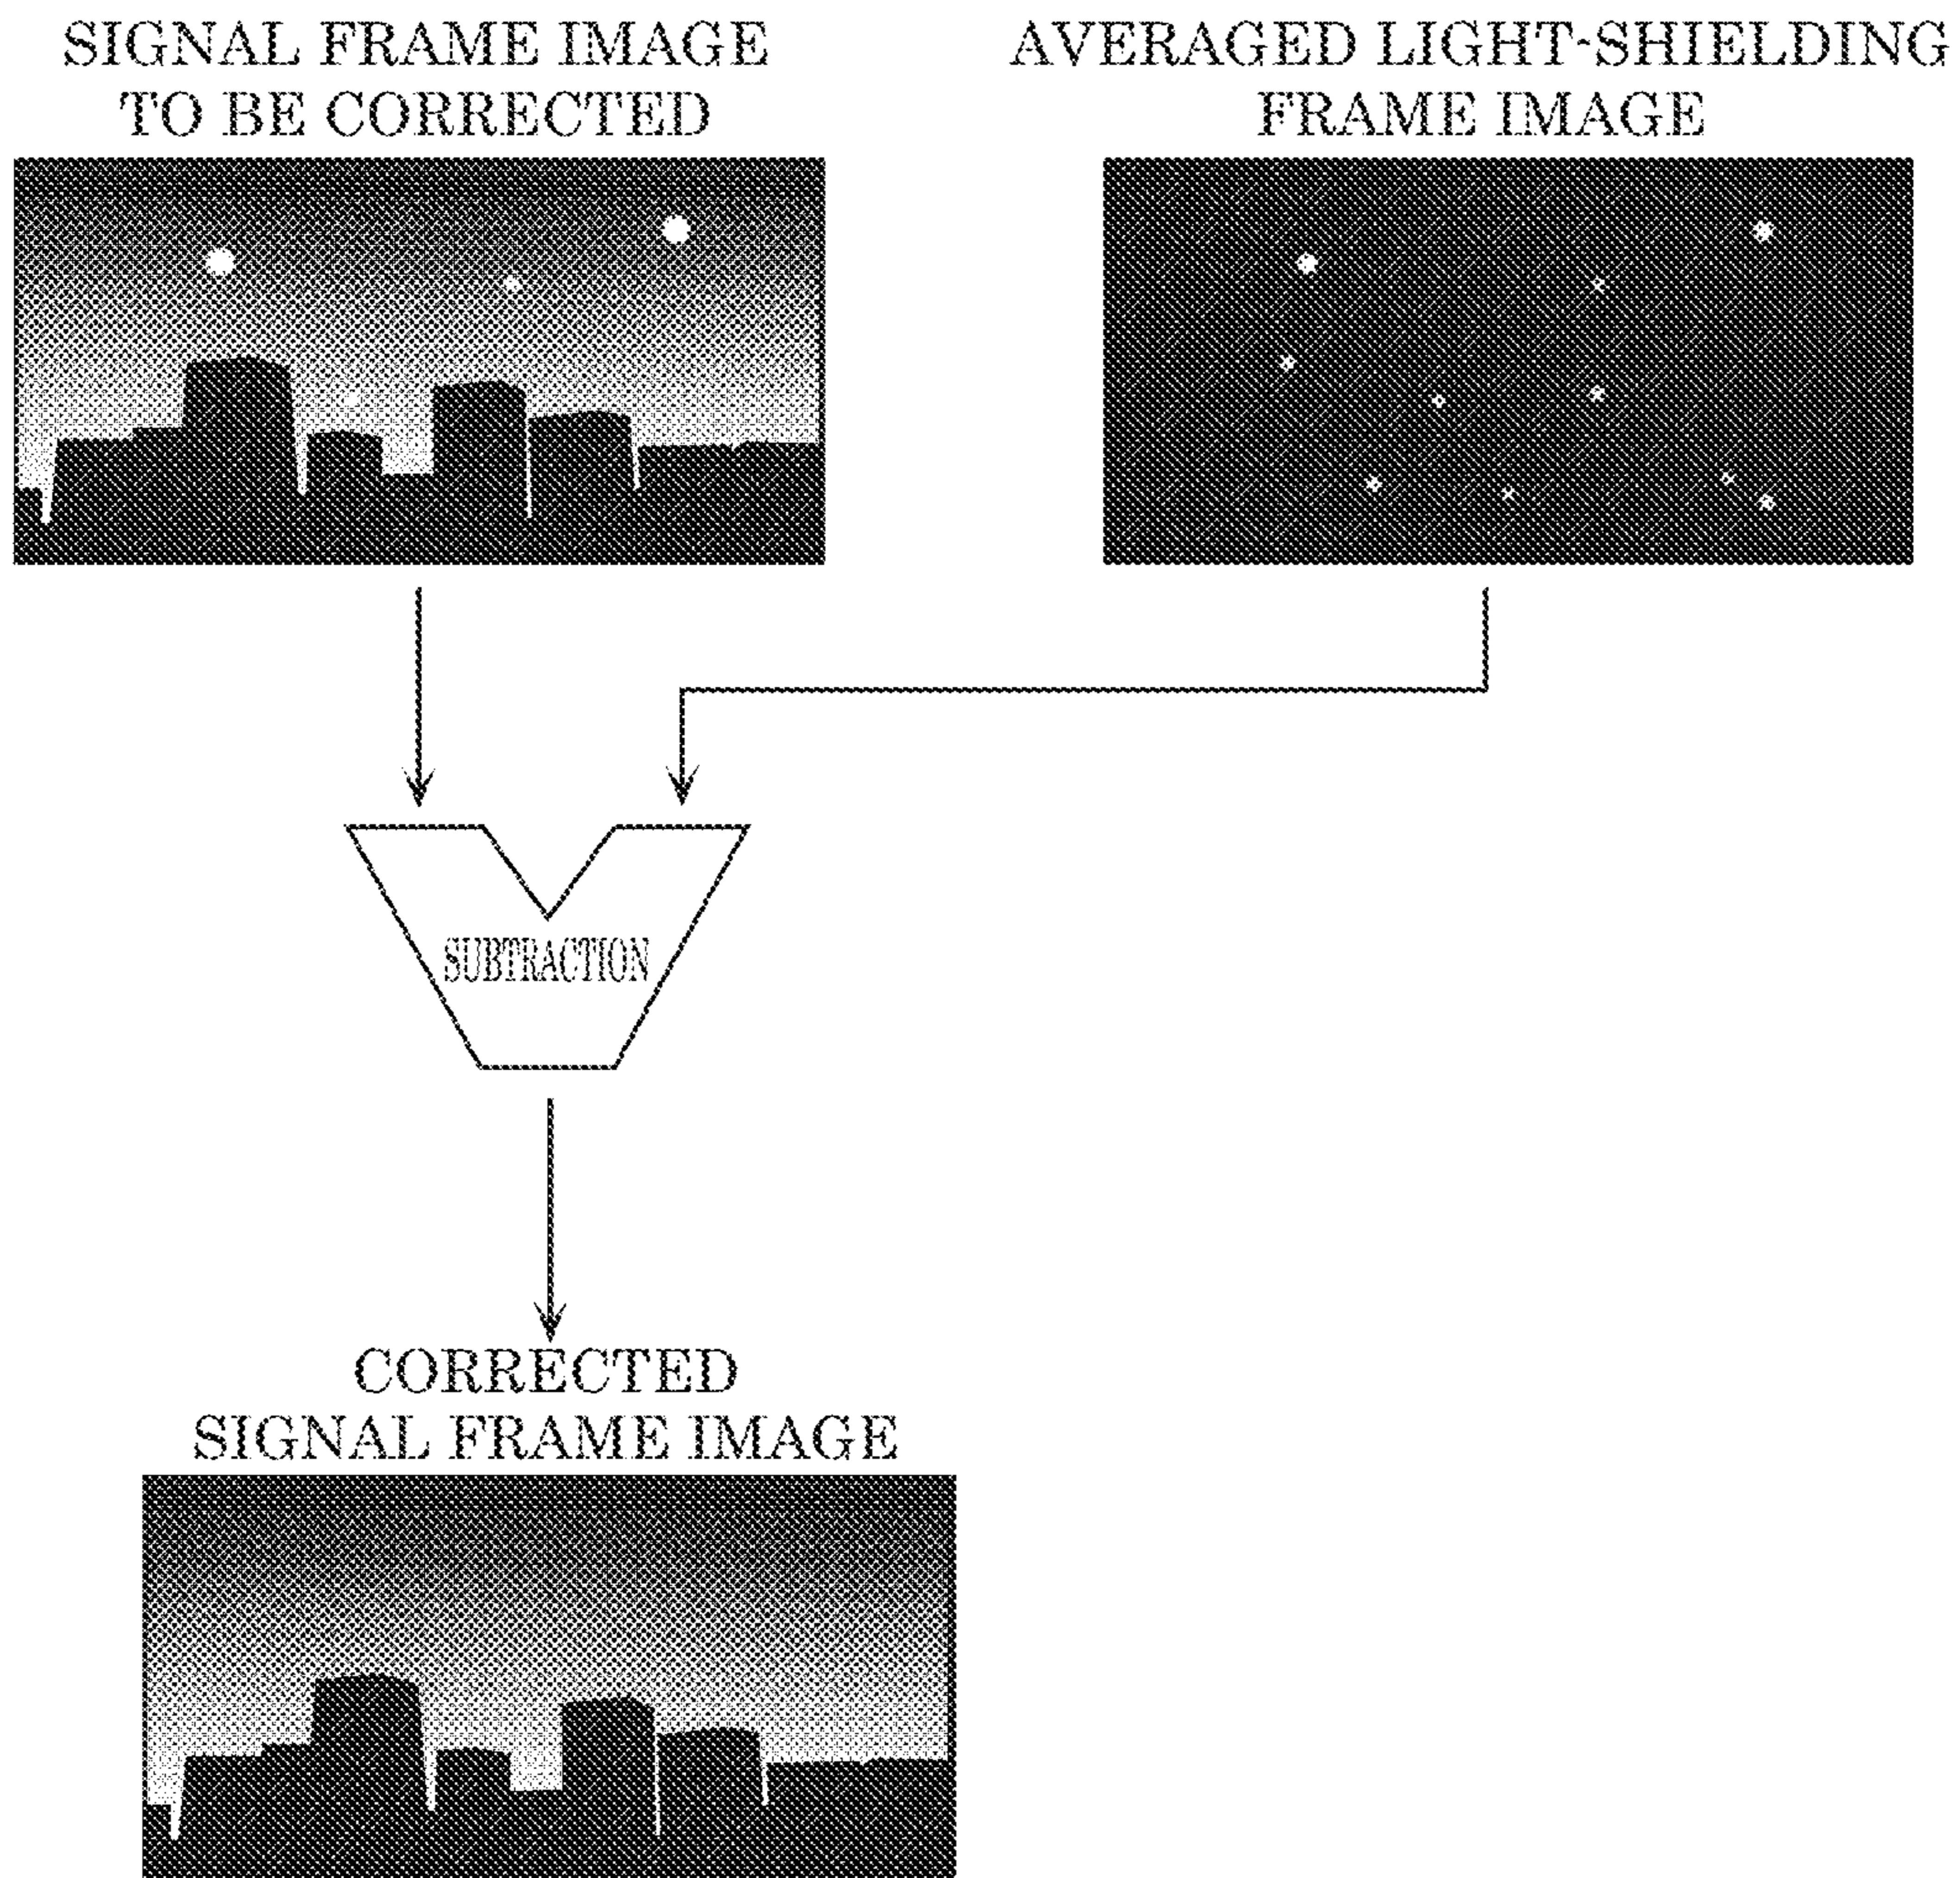 SIGNAL FRAME IMAGE
TO BE CORRECTED
AVERAGED LIGHT-SHIELDING
FRAME IMAGE
SUBTRACTION
CORRECTED
SIGNAL FRAME IMAGE